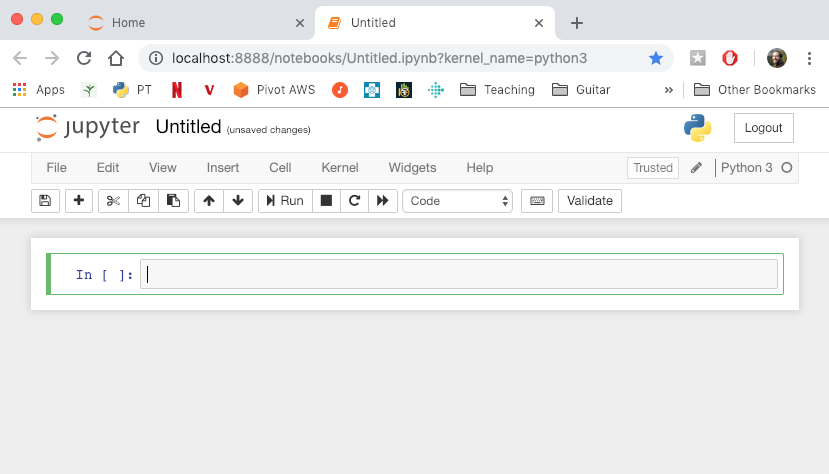 Home Untitled
localhost:8888/notebooks/Untitled.ipynb?kernel_name=python3
Apps PT N V Pivot AWS Teaching Guitar » Other Bookmarks
jupyter Untitled (unsaved changes) Logout
File Edit View Insert Cell Kernel Widgets Help Trusted Python 3
Run Code Validate
In [ ]: